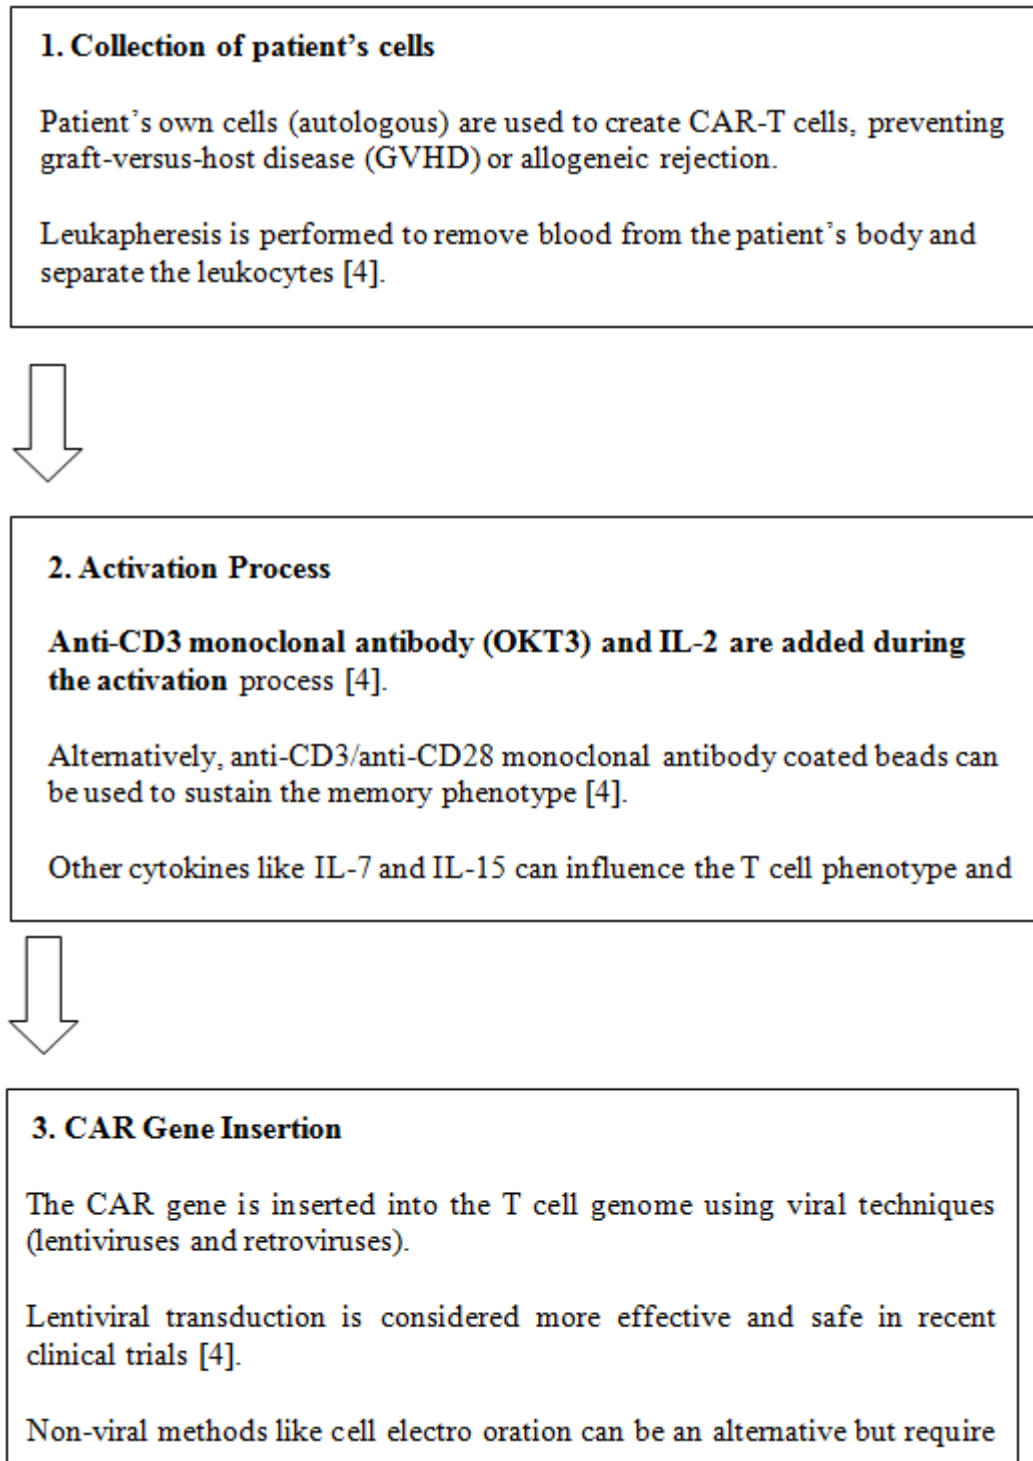 1. Collection of patient’s cells
Patient’s own cells (autologous) are used to create CAR-T cells, preventing
graft-versus-host disease (GVHD) or allogeneic rejection.
Leukapheresis is performed to remove blood from the patient’s body and
separate the leukocytes [4].
2. Activation Process
Anti-CD3 monoclonal antibody (OKT3) and IL-2 are added during
the activation process [4].
Alternatively, anti-CD3/anti-CD28 monoclonal antibody coated beads can
be used to sustain the memory phenotype [4].
Other cytokines like IL-7 and IL-15 can influence the T cell phenotype and
3. CAR Gene Insertion
The CAR gene is inserted into the T cell genome using viral techniques
(lentiviruses and retroviruses).
Lentiviral transduction is considered more effective and safe in recent
clinical trials [4].
Non-viral methods like cell electro oration can be an alternative but require